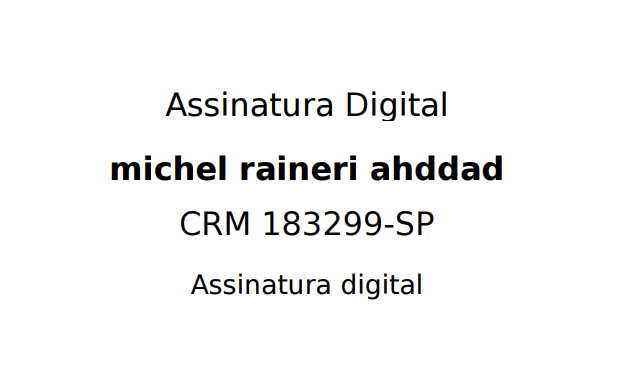 Assinatura Digital
michel raineri ahddad
CRM 183299-SP
Assinatura digital